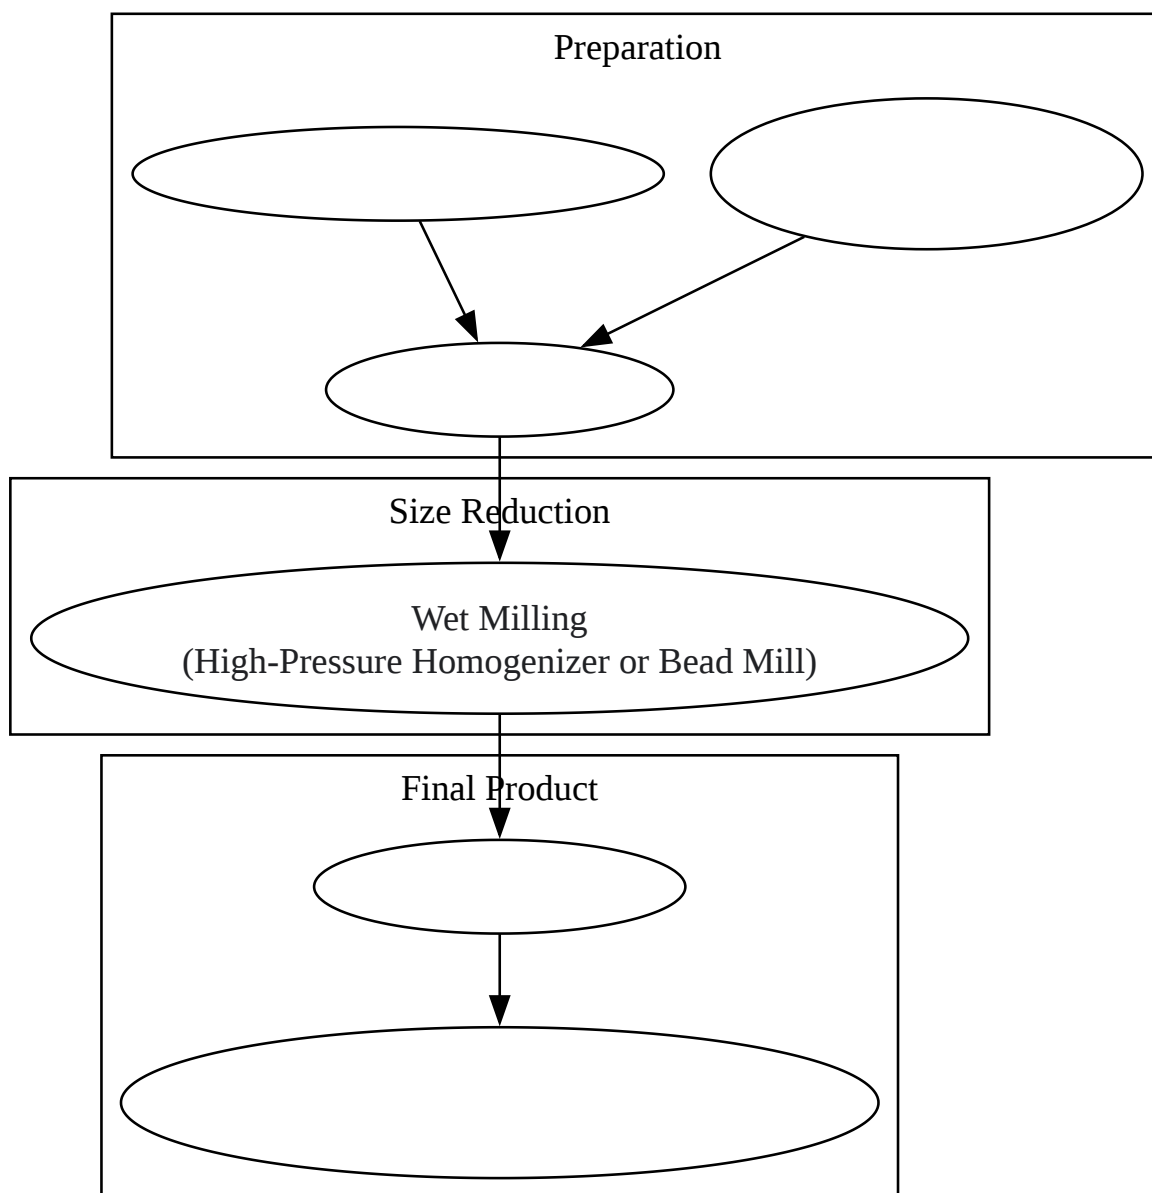 Preparation
Size Reduction
Wet Milling
(High-Pressure Homogenizer or Bead Mill)
Final Product